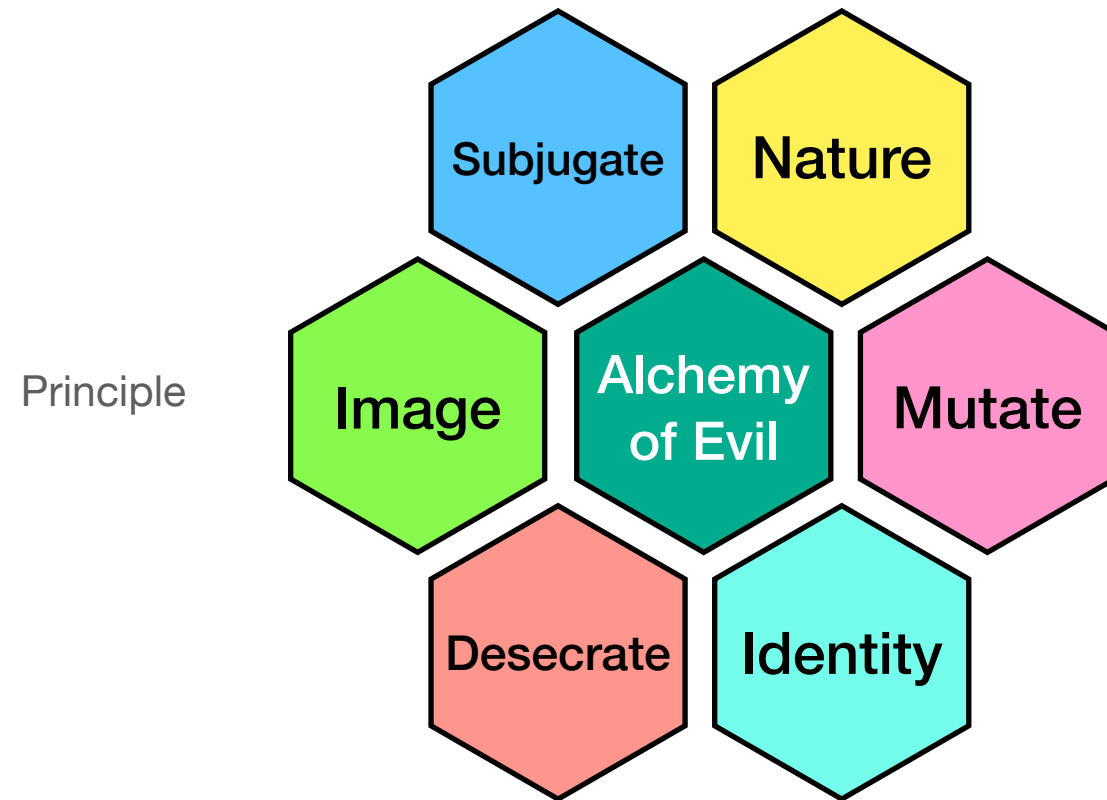 Subjugate
Nature
Principle
Image
Alchemy
of Evil
Mutate
Desecrate
Identity